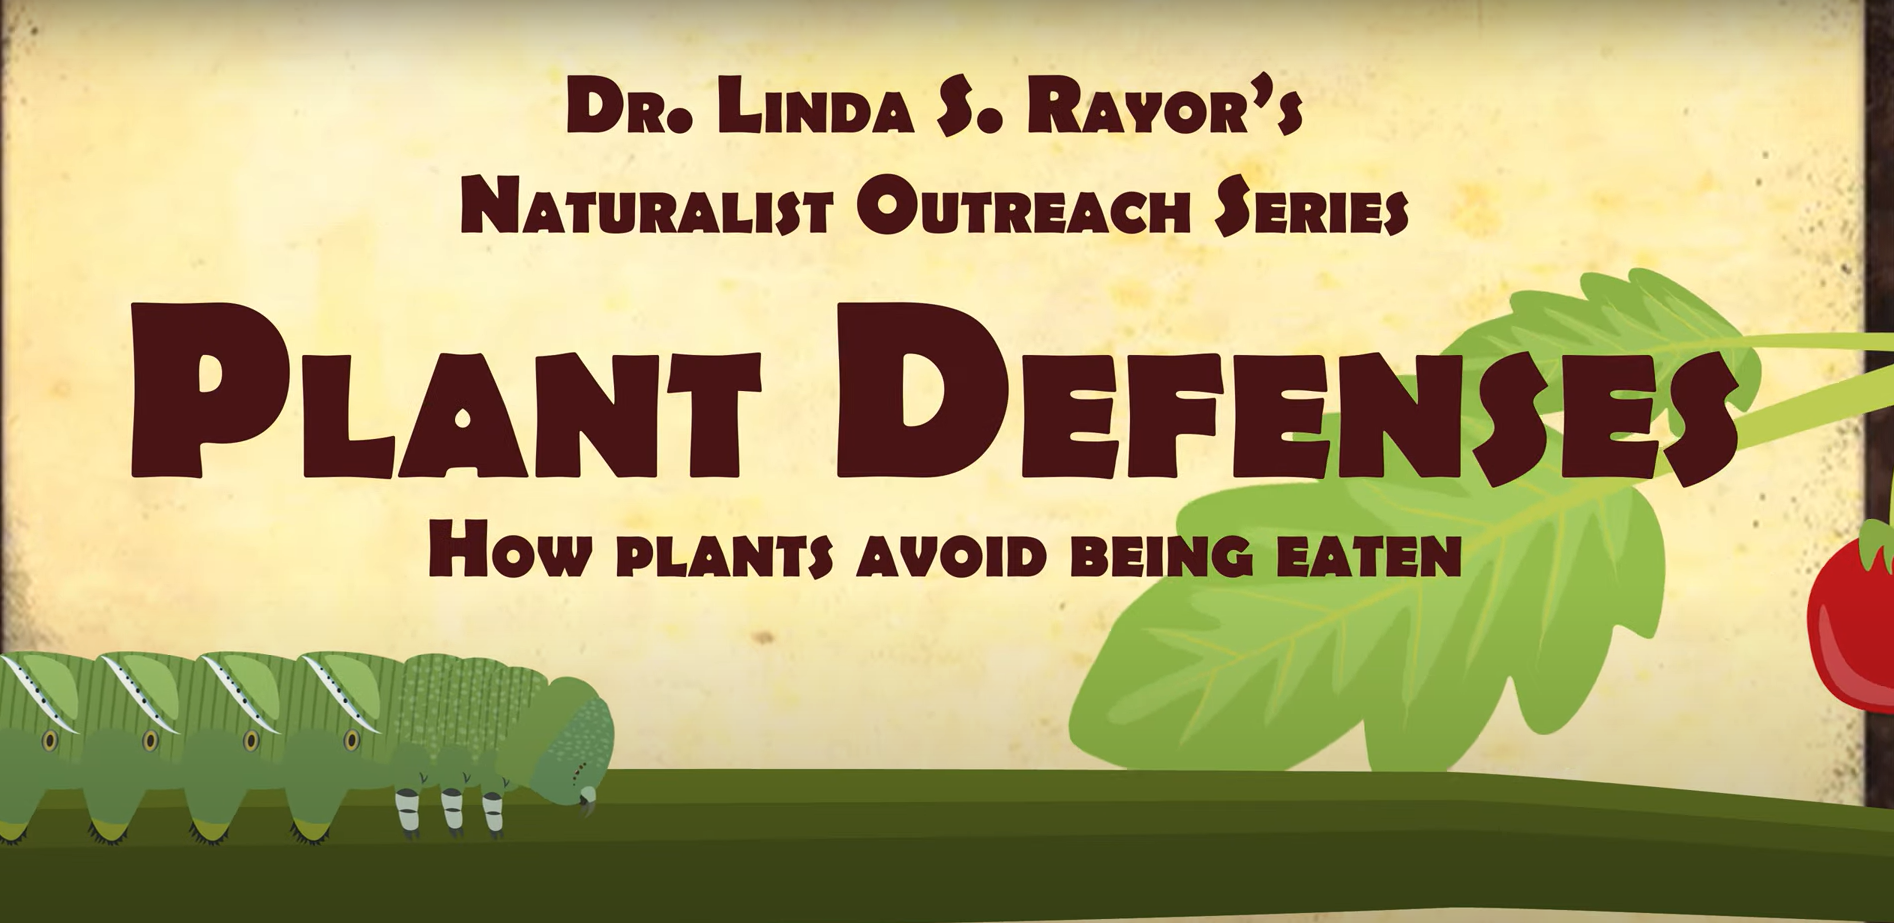 Dr. Linda S. Rayor's
Naturalist Outreach Series
Plant Defenses
How plants avoid being eaten